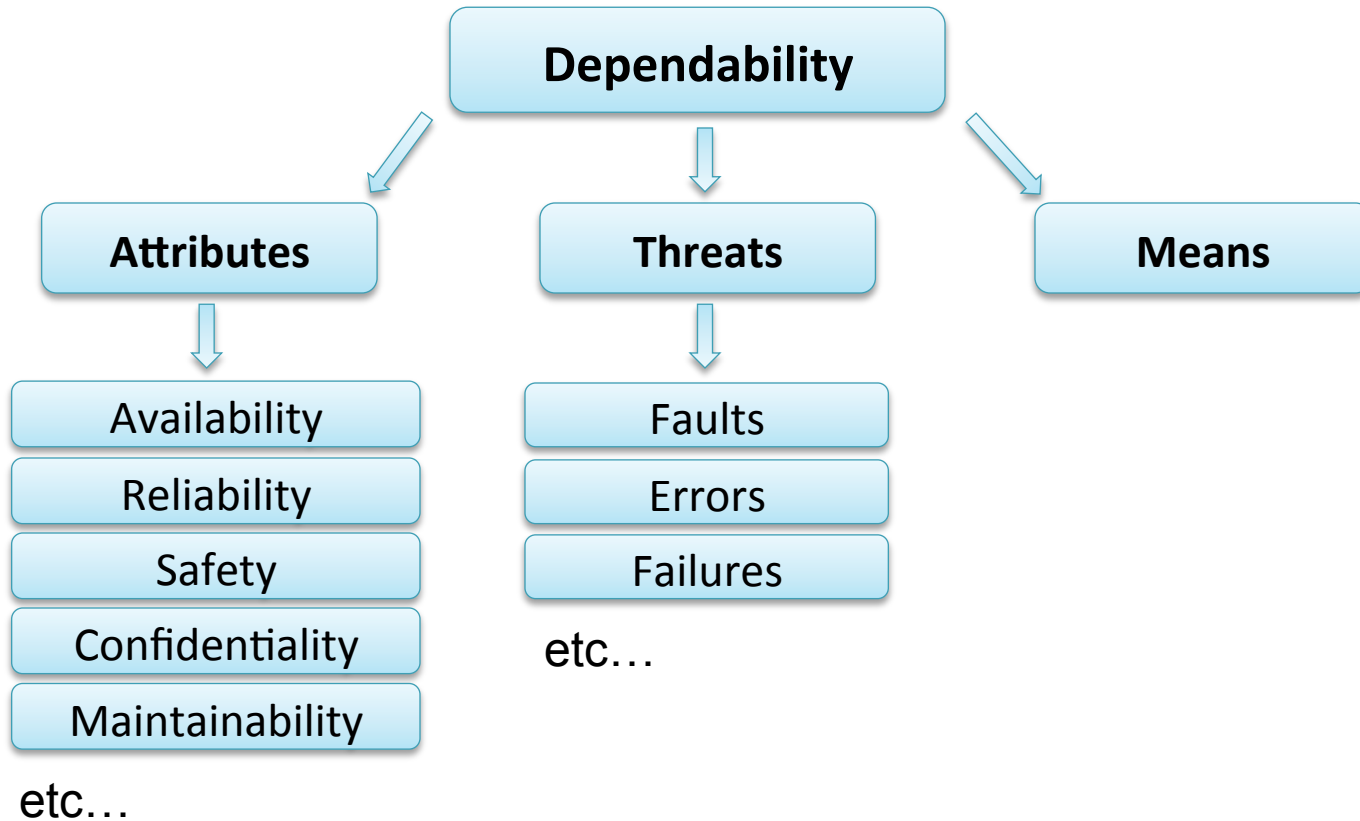 Dependability
Attributes
Threats
Means
Availability
Reliability
Safety
Confidentiality
Maintainability
etc…
Faults
Errors
Failures
etc…